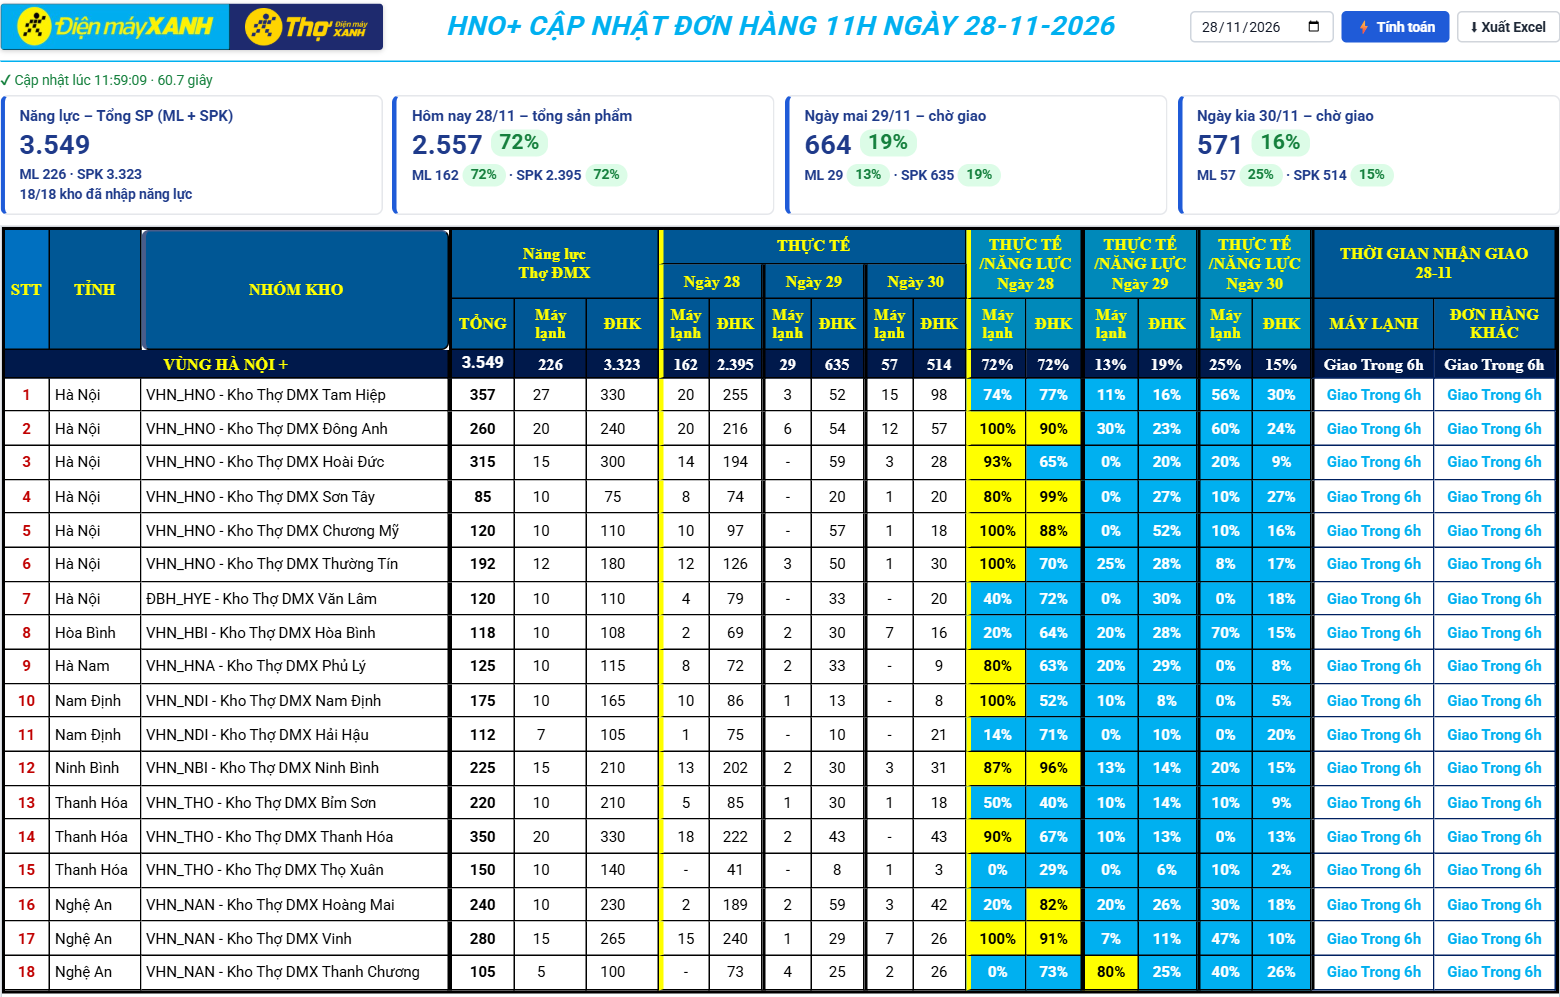 Điện máy XANH Thợ Điện máy XANH
HNO+ CẬP NHẬT ĐƠN HÀNG 11H NGÀY 28-11-2026
28/11/2026 Tính toán ⬇ Xuất Excel
✓ Cập nhật lúc 11:59:09 · 60.7 giây
Năng lực – Tổng SP (ML + SPK)
3.549
ML 226 · SPK 3.323
18/18 kho đã nhập năng lực
Hôm nay 28/11 – tổng sản phẩm
2.557 72%
ML 162 72% · SPK 2.395 72%
Ngày mai 29/11 – chờ giao
664 19%
ML 29 13% · SPK 635 19%
Ngày kia 30/11 – chờ giao
571 16%
ML 57 25% · SPK 514 15%
STT TỈNH NHÓM KHO
Năng lực
Thợ ĐMX
TỔNG Máy lạnh ĐHK
THỰC TẾ
Ngày 28 Ngày 29 Ngày 30
Máy lạnh ĐHK Máy lạnh ĐHK Máy lạnh ĐHK
THỰC TẾ
/NĂNG LỰC
Ngày 28
Máy lạnh ĐHK
THỰC TẾ
/NĂNG LỰC
Ngày 29
Máy lạnh ĐHK
THỰC TẾ
/NĂNG LỰC
Ngày 30
Máy lạnh ĐHK
THỜI GIAN NHẬN GIAO
28-11
MÁY LẠNH ĐƠN HÀNG KHÁC
VÙNG HÀ NỘI + 3.549 226 3.323 162 2.395 29 635 57 514 72% 72% 13% 19% 25% 15% Giao Trong 6h Giao Trong 6h
1 Hà Nội VHN_HNO - Kho Thợ DMX Tam Hiệp 357 27 330 20 255 3 52 15 98 74% 77% 11% 16% 56% 30% Giao Trong 6h Giao Trong 6h
2 Hà Nội VHN_HNO - Kho Thợ DMX Đông Anh 260 20 240 20 216 6 54 12 57 100% 90% 30% 23% 60% 24% Giao Trong 6h Giao Trong 6h
3 Hà Nội VHN_HNO - Kho Thợ DMX Hoài Đức 315 15 300 14 194 - 59 3 28 93% 65% 0% 20% 20% 9% Giao Trong 6h Giao Trong 6h
4 Hà Nội VHN_HNO - Kho Thợ DMX Sơn Tây 85 10 75 8 74 - 20 1 20 80% 99% 0% 27% 10% 27% Giao Trong 6h Giao Trong 6h
5 Hà Nội VHN_HNO - Kho Thợ DMX Chương Mỹ 120 10 110 10 97 - 57 1 18 100% 88% 0% 52% 10% 16% Giao Trong 6h Giao Trong 6h
6 Hà Nội VHN_HNO - Kho Thợ DMX Thường Tín 192 12 180 12 126 3 50 1 30 100% 70% 25% 28% 8% 17% Giao Trong 6h Giao Trong 6h
7 Hà Nội ĐBH_HYE - Kho Thợ DMX Văn Lâm 120 10 110 4 79 - 33 - 20 40% 72% 0% 30% 0% 18% Giao Trong 6h Giao Trong 6h
8 Hòa Bình VHN_HBI - Kho Thợ DMX Hòa Bình 118 10 108 2 69 2 30 7 16 20% 64% 20% 28% 70% 15% Giao Trong 6h Giao Trong 6h
9 Hà Nam VHN_HNA - Kho Thợ DMX Phủ Lý 125 10 115 8 72 2 33 - 9 80% 63% 20% 29% 0% 8% Giao Trong 6h Giao Trong 6h
10 Nam Định VHN_NDI - Kho Thợ DMX Nam Định 175 10 165 10 86 1 13 - 8 100% 52% 10% 8% 0% 5% Giao Trong 6h Giao Trong 6h
11 Nam Định VHN_NDI - Kho Thợ DMX Hải Hậu 112 7 105 1 75 - 10 - 21 14% 71% 0% 10% 0% 20% Giao Trong 6h Giao Trong 6h
12 Ninh Bình VHN_NBI - Kho Thợ DMX Ninh Bình 225 15 210 13 202 2 30 3 31 87% 96% 13% 14% 20% 15% Giao Trong 6h Giao Trong 6h
13 Thanh Hóa VHN_THO - Kho Thợ DMX Bỉm Sơn 220 10 210 5 85 1 30 1 18 50% 40% 10% 14% 10% 9% Giao Trong 6h Giao Trong 6h
14 Thanh Hóa VHN_THO - Kho Thợ DMX Thanh Hóa 350 20 330 18 222 2 43 - 43 90% 67% 10% 13% 0% 13% Giao Trong 6h Giao Trong 6h
15 Thanh Hóa VHN_THO - Kho Thợ DMX Thọ Xuân 150 10 140 - 41 - 8 1 3 0% 29% 0% 6% 10% 2% Giao Trong 6h Giao Trong 6h
16 Nghệ An VHN_NAN - Kho Thợ DMX Hoàng Mai 240 10 230 2 189 2 59 3 42 20% 82% 20% 26% 30% 18% Giao Trong 6h Giao Trong 6h
17 Nghệ An VHN_NAN - Kho Thợ DMX Vinh 280 15 265 15 240 1 29 7 26 100% 91% 7% 11% 47% 10% Giao Trong 6h Giao Trong 6h
18 Nghệ An VHN_NAN - Kho Thợ DMX Thanh Chương 105 5 100 - 73 4 25 2 26 0% 73% 80% 25% 40% 26% Giao Trong 6h Giao Trong 6h